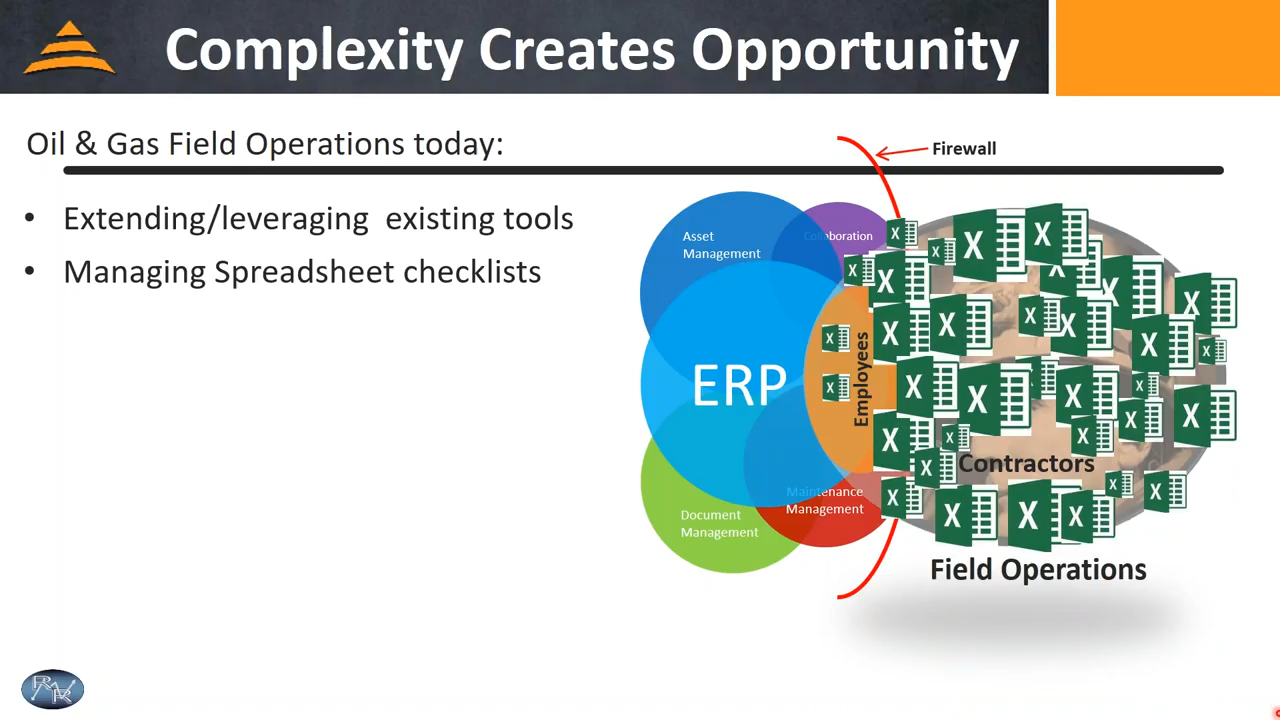 Complexity Creates Opportunity
Oil & Gas Field Operations today:
• Extending/leveraging existing tools
• Managing Spreadsheet checklists
Firewall
Asset
Management
Collaboration
ERP
Employees
Contractors
Maintenance
Management
Document
Management
Field Operations